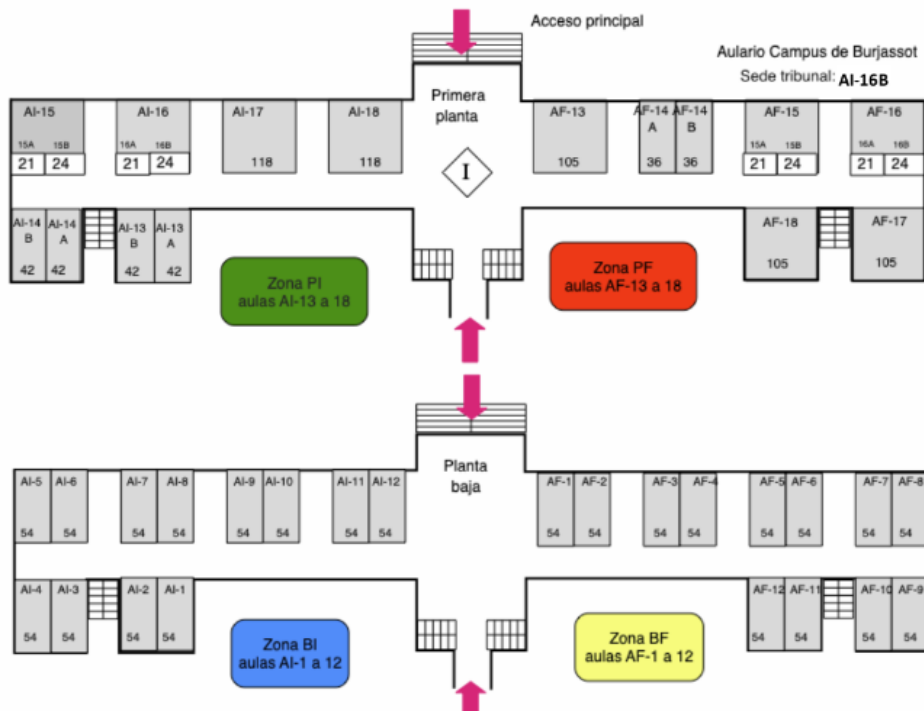 Acceso principal
Aulario Campus de Burjassot
Sede tribunal: AI-16B
Primera
planta
AI-15
15A 15B
21 24
AI-16
16A 16B
21 24
AI-17
118
AI-18
118
I
AF-13
105
AF-14
A
36
AF-14
B
36
AF-15
15A 15B
21 24
AF-16
16A 16B
21 24
AI-14
B
42
AI-14
A
42
AI-13
B
42
AI-13
A
42
AF-18
105
AF-17
105
Zona PI
aulas AI-13 a 18
Zona PF
aulas AF-13 a 18
Planta
baja
AI-5
54
AI-6
54
AI-7
54
AI-8
54
AI-9
54
AI-10
54
AI-11
54
AI-12
54
AF-1
54
AF-2
54
AF-3
54
AF-4
54
AF-5
54
AF-6
54
AF-7
54
AF-8
54
AI-4
54
AI-3
54
AI-2
54
AI-1
54
AF-12
54
AF-11
54
AF-10
54
AF-9
54
Zona BI
aulas AI-1 a 12
Zona BF
aulas AF-1 a 12